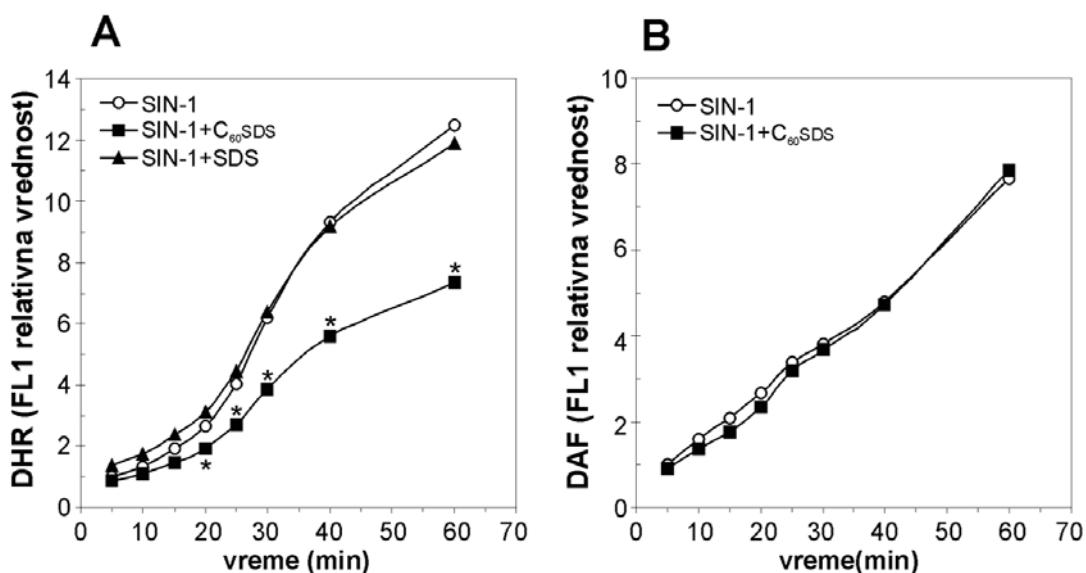 A
DHR (FL1 relativna vrednost)
14
12
10
8
6
4
2
0
SIN-1
SIN-1+C₆₀SDS
SIN-1+SDS
*
*
*
*
*
0 10 20 30 40 50 60 70
vreme (min)
B
DAF (FL1 relativna vrednost)
10
8
6
4
2
0
SIN-1
SIN-1+C₆₀SDS
0 10 20 30 40 50 60 70
vreme(min)